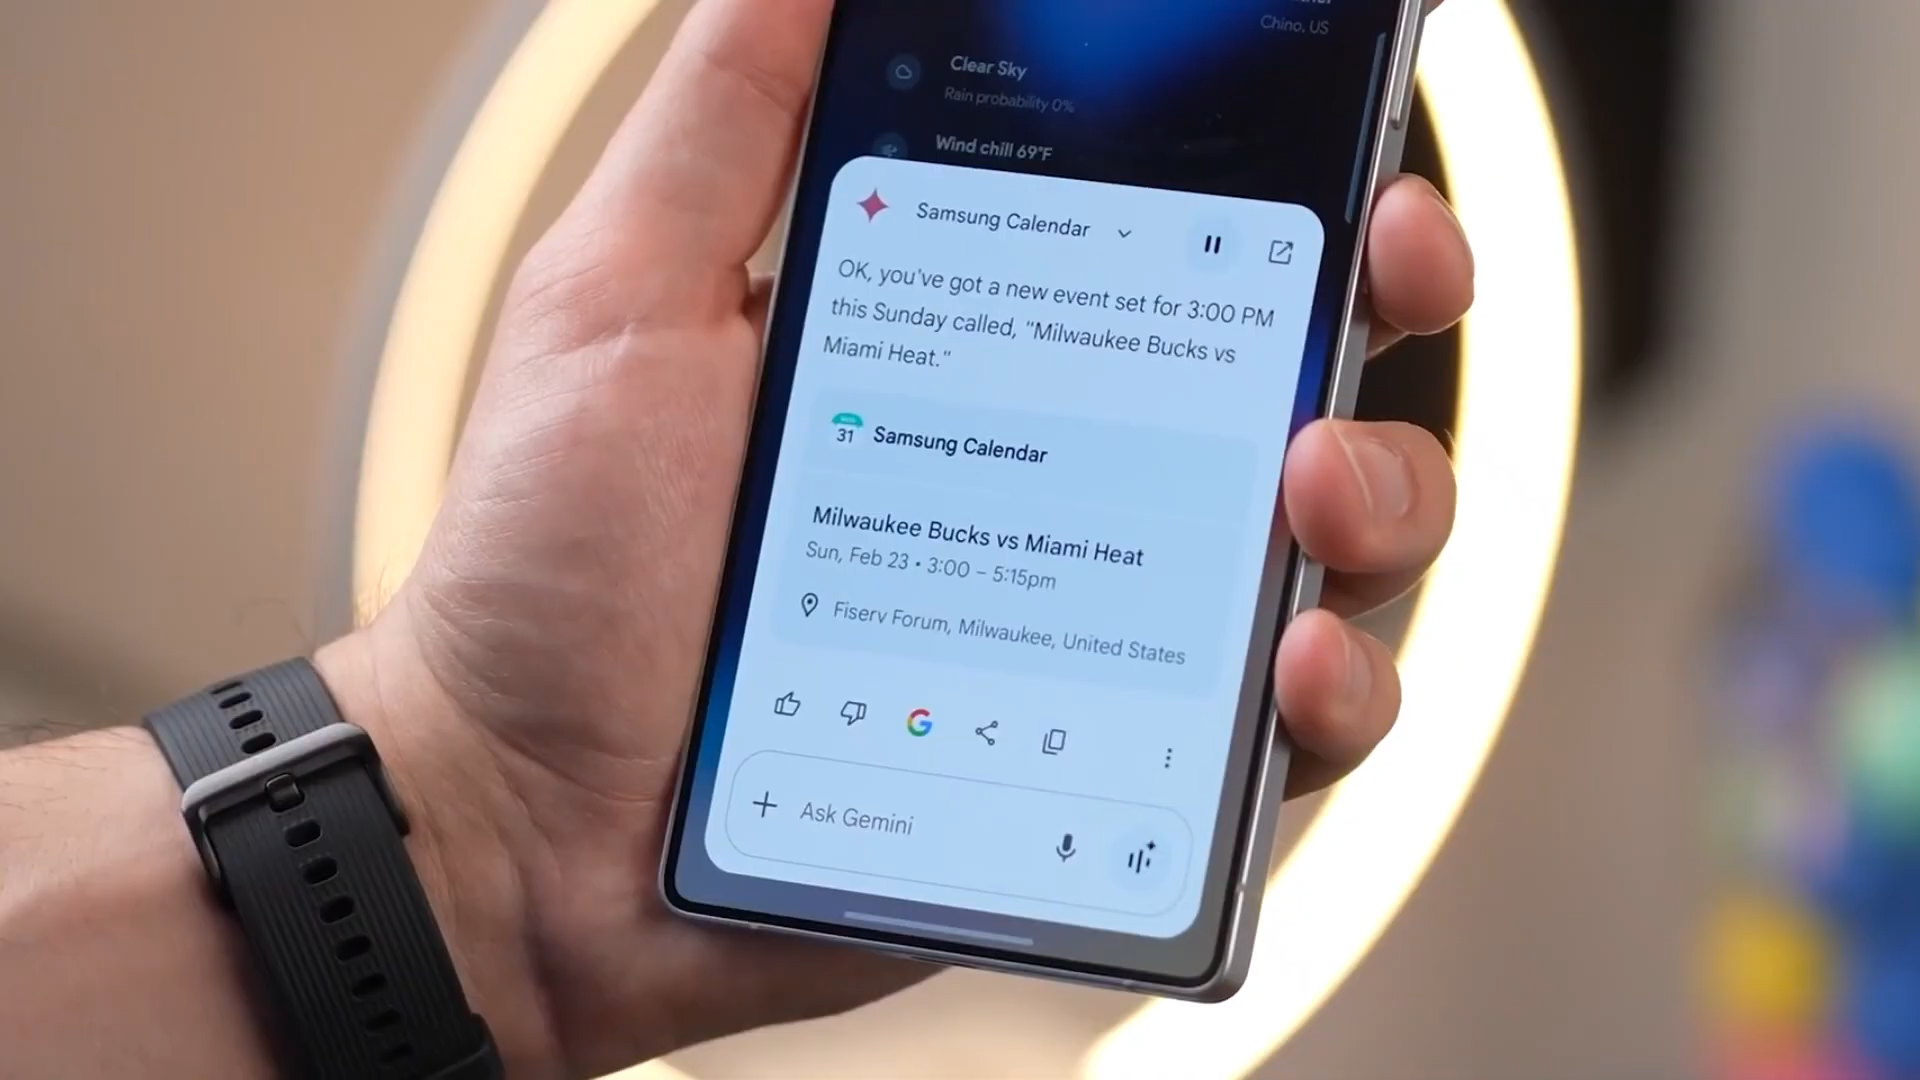 Chino, US
Clear Sky
Rain probability 0%
Wind chill 69°F
Samsung Calendar
OK, you've got a new event set for 3:00 PM
this Sunday called, "Milwaukee Bucks vs
Miami Heat."
31
Samsung Calendar
Milwaukee Bucks vs Miami Heat
Sun, Feb 23 • 3:00 – 5:15pm
Fiserv Forum, Milwaukee, United States
Ask Gemini